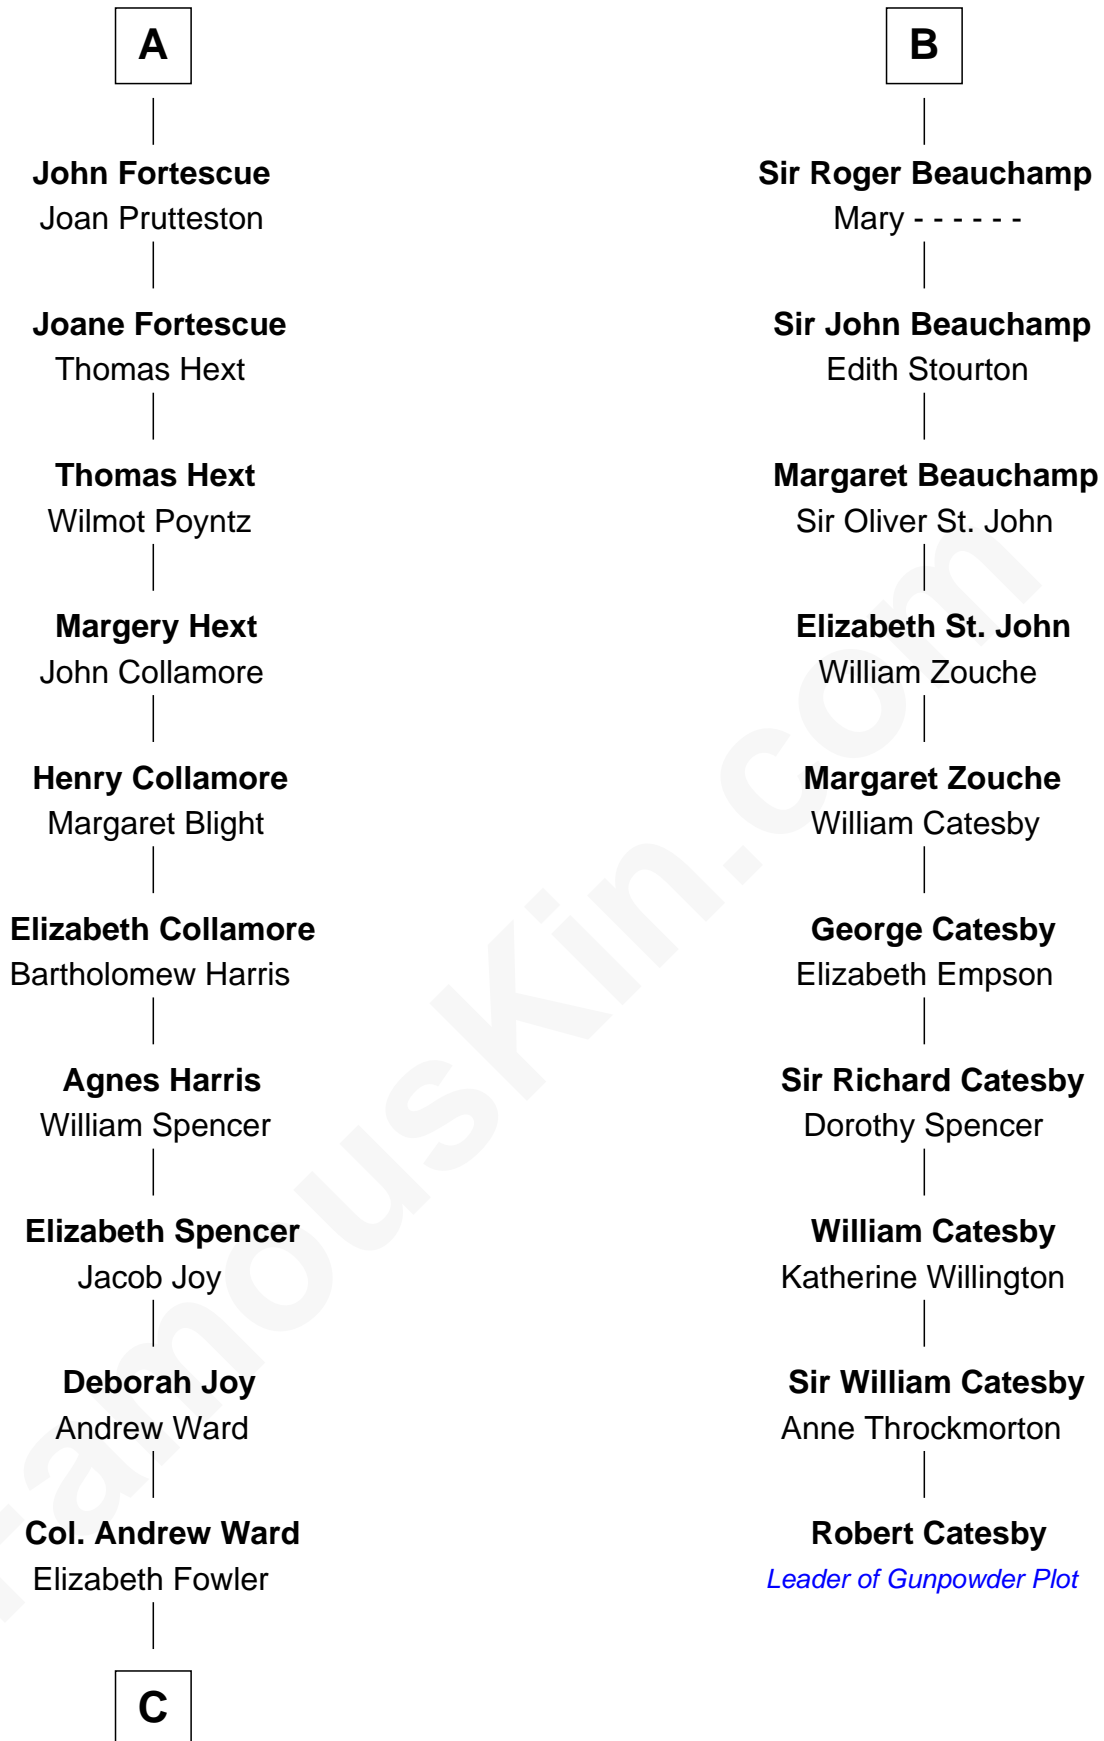 A
John Fortescue
Joan Prutteston
Joane Fortescue
Thomas Hext
Thomas Hext
Wilmot Poyntz
Margery Hext
John Collamore
Henry Collamore
Margaret Blight
Elizabeth Collamore
Bartholomew Harris
Agnes Harris
William Spencer
Elizabeth Spencer
Jacob Joy
Deborah Joy
Andrew Ward
Col. Andrew Ward
Elizabeth Fowler
C
B
Sir Roger Beauchamp
Mary - - - - - -
Sir John Beauchamp
Edith Stourton
Margaret Beauchamp
Sir Oliver St. John
Elizabeth St. John
William Zouche
Margaret Zouche
William Catesby
George Catesby
Elizabeth Empson
Sir Richard Catesby
Dorothy Spencer
William Catesby
Katherine Willington
Sir William Catesby
Anne Throckmorton
Robert Catesby
Leader of Gunpowder Plot
FamousKin.com